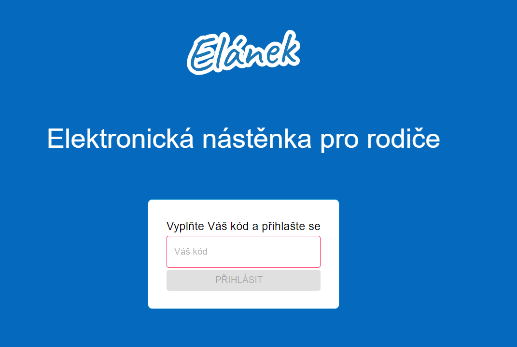 Elánek
Elektronická nástěnka pro rodiče
Vyplňte Váš kód a přihlašte se
Váš kód
PŘIHLÁSIT